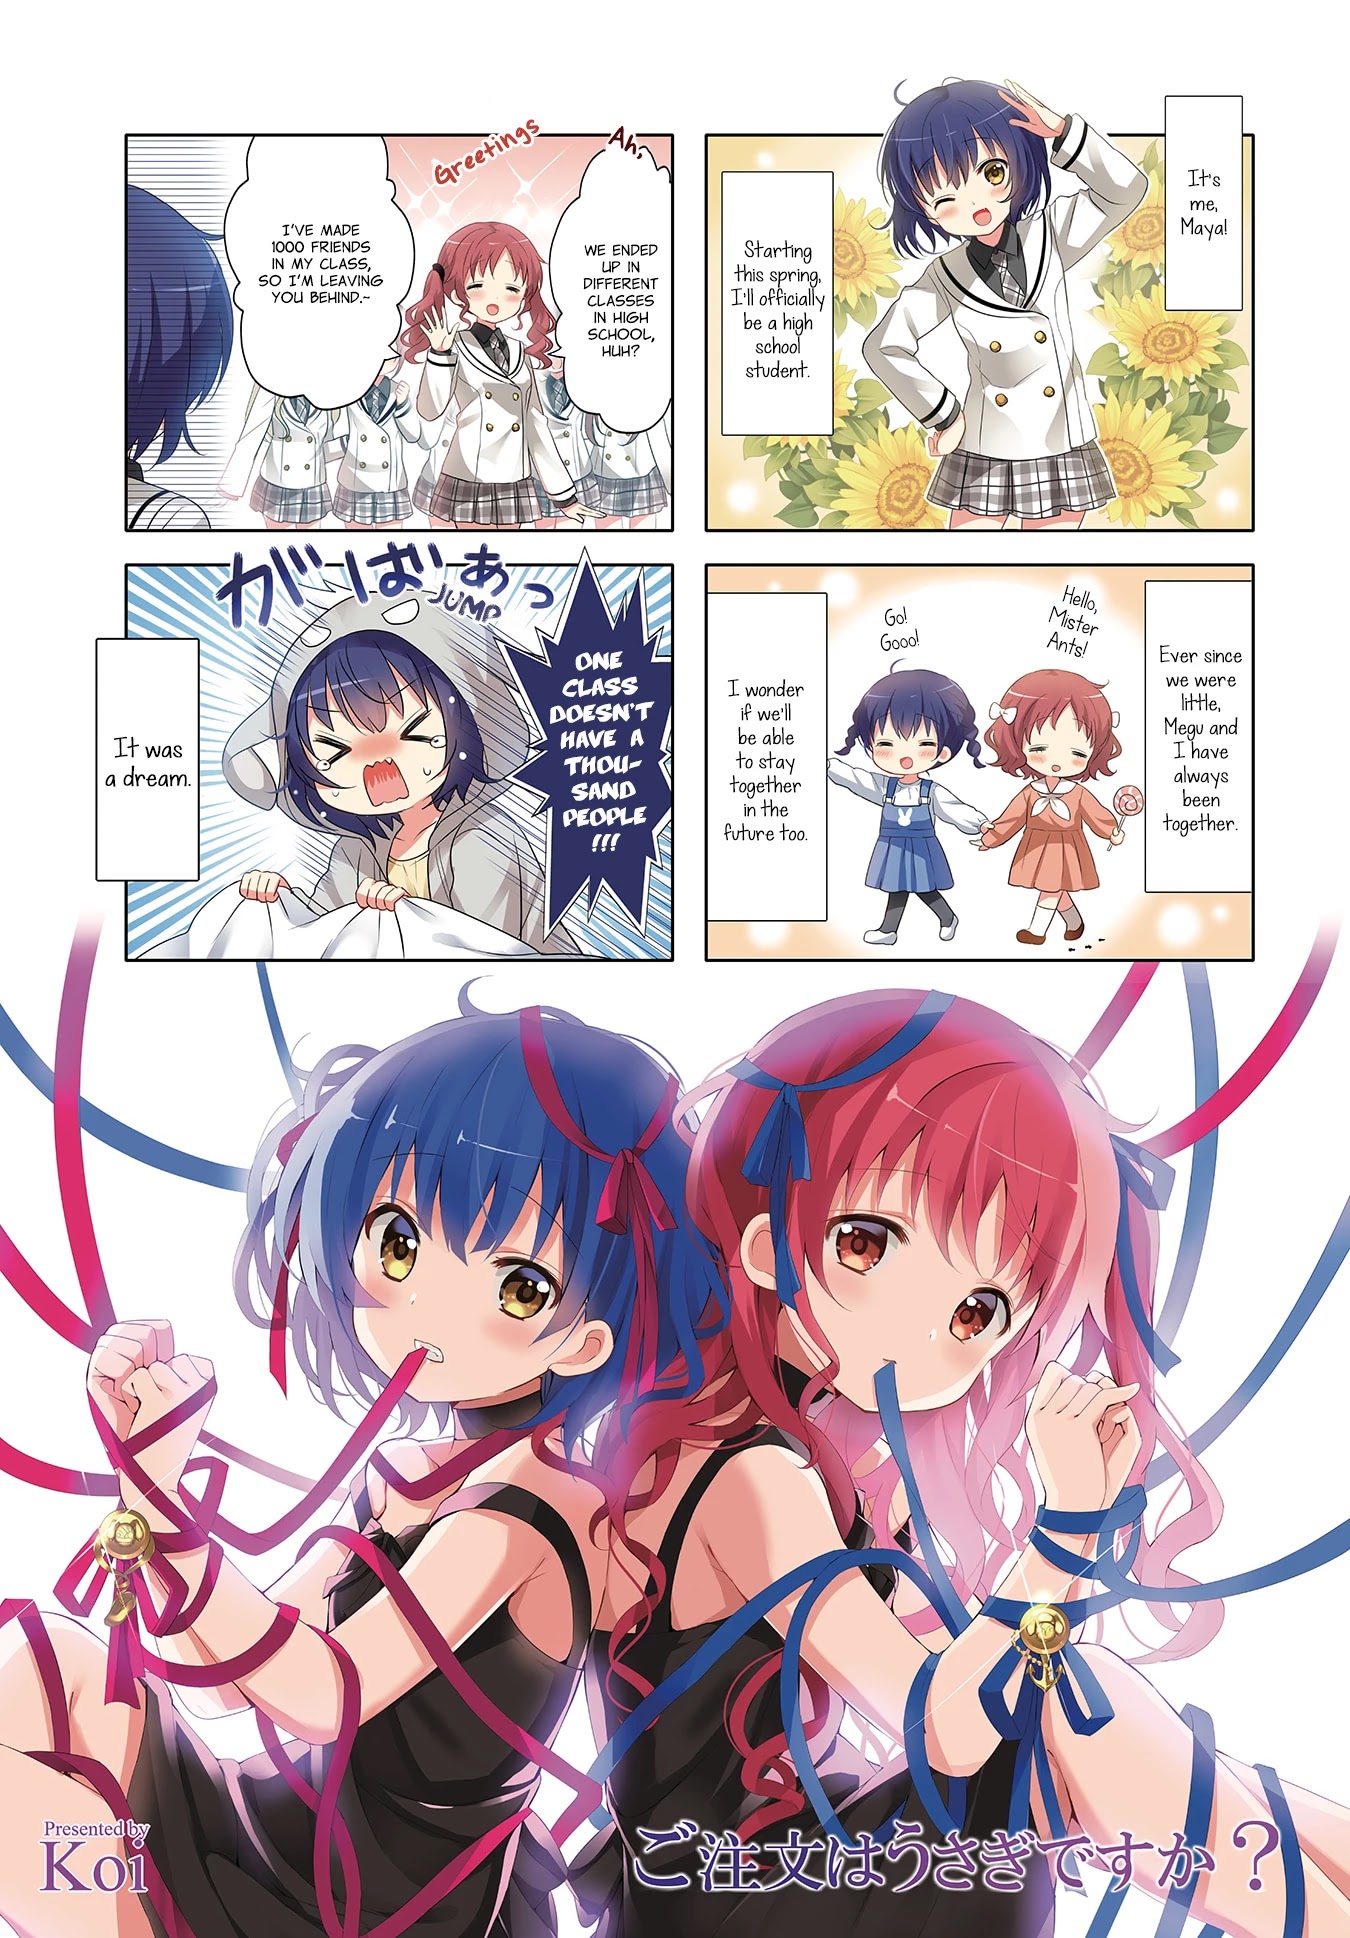 It's
me,
Maya!
Starting
this spring,
I'll officially
be a high
school
student.
Ever since
we were
little,
Megu and
I have
always
been
together.
Hello,
Mister
Ants!
Go!
Gooo!
I wonder
if we'll
be able
to stay
together
in the
future too.
Ah,
Greetings
WE ENDED
UP IN
DIFFERENT
CLASSES
IN HIGH
SCHOOL,
HUH?
I'VE MADE
1000 FRIENDS
IN MY CLASS,
SO I'M LEAVING
YOU BEHIND.~
がばぁっ
JUMP
ONE
CLASS
DOESN'T
HAVE A
THOU-
SAND
PEOPLE
!!!
It was
a dream.
Presented by
Koi
ご注文はうさぎですか?